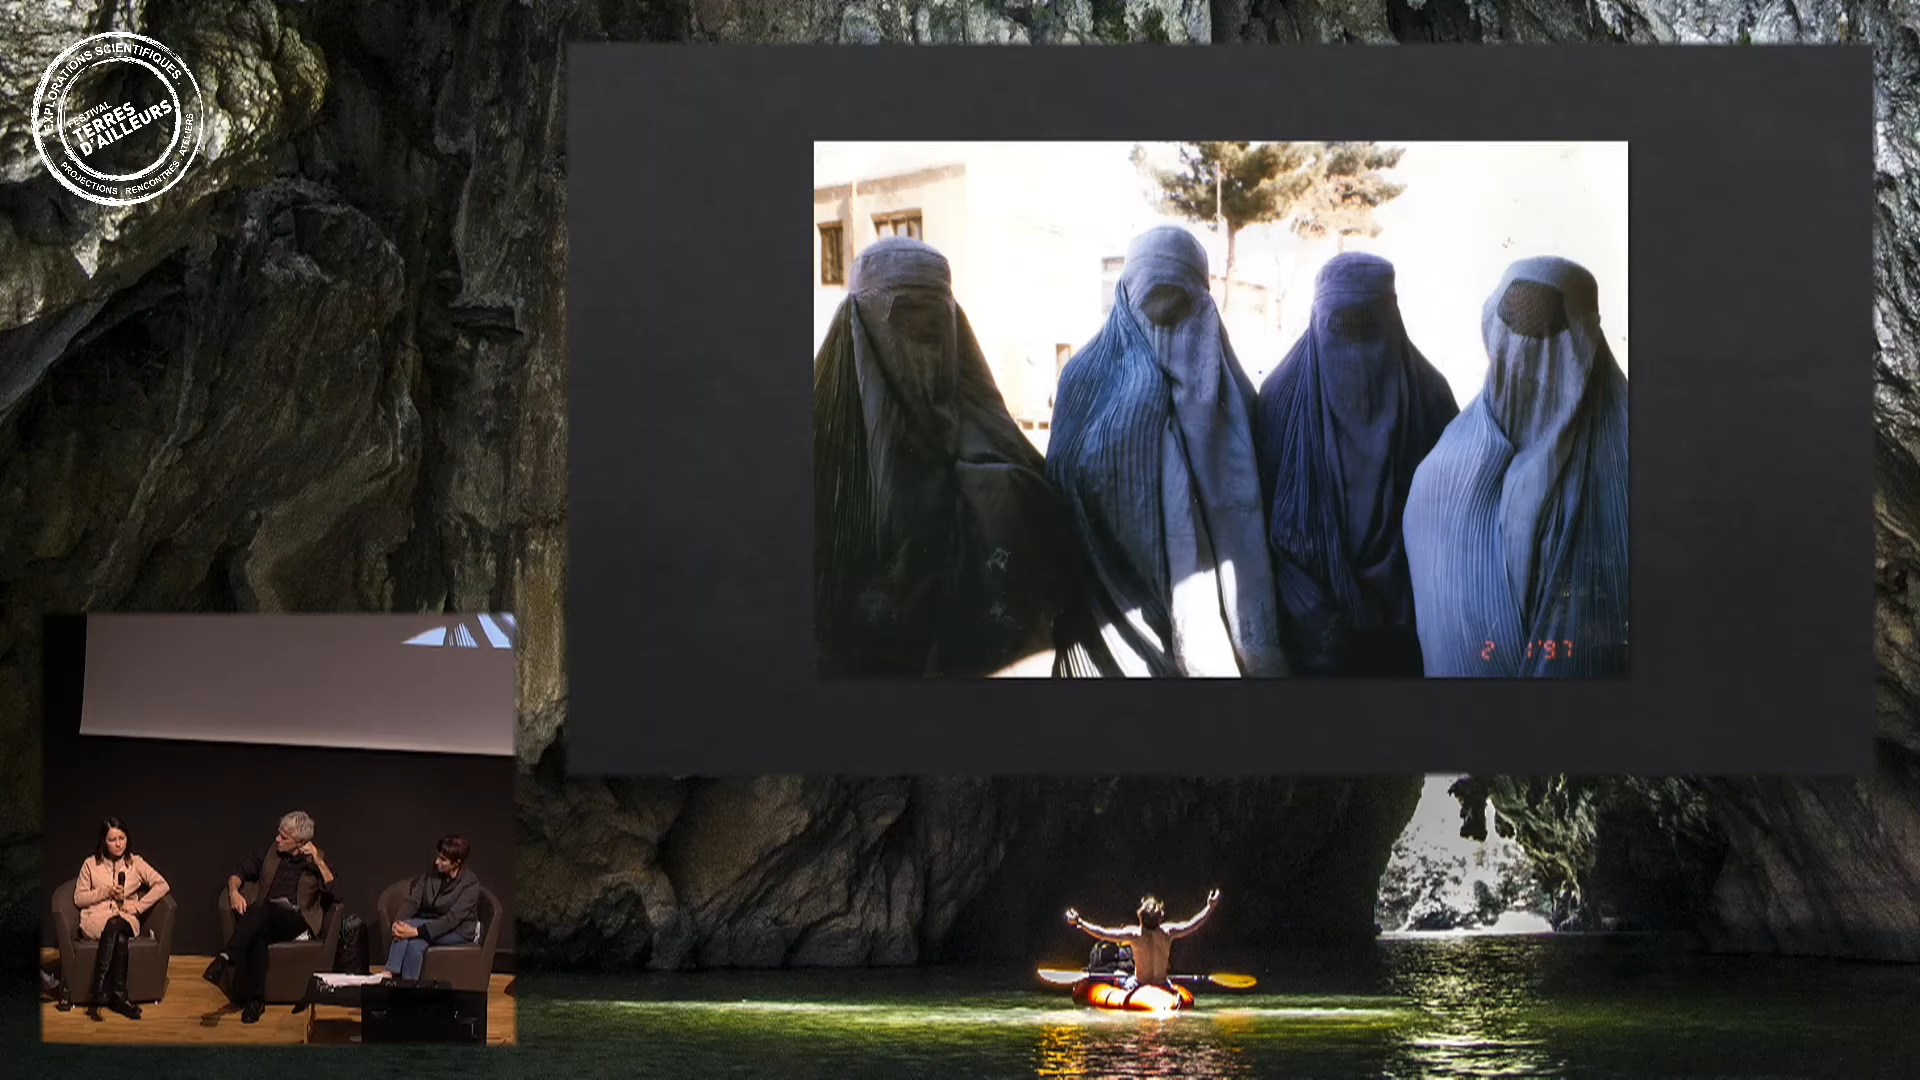 EXPLORATIONS SCIENTIFIQUES
FESTIVAL
TERRES
D'AILLEURS
PROJECTIONS . RENCONTRES . ATELIERS
2 1'97